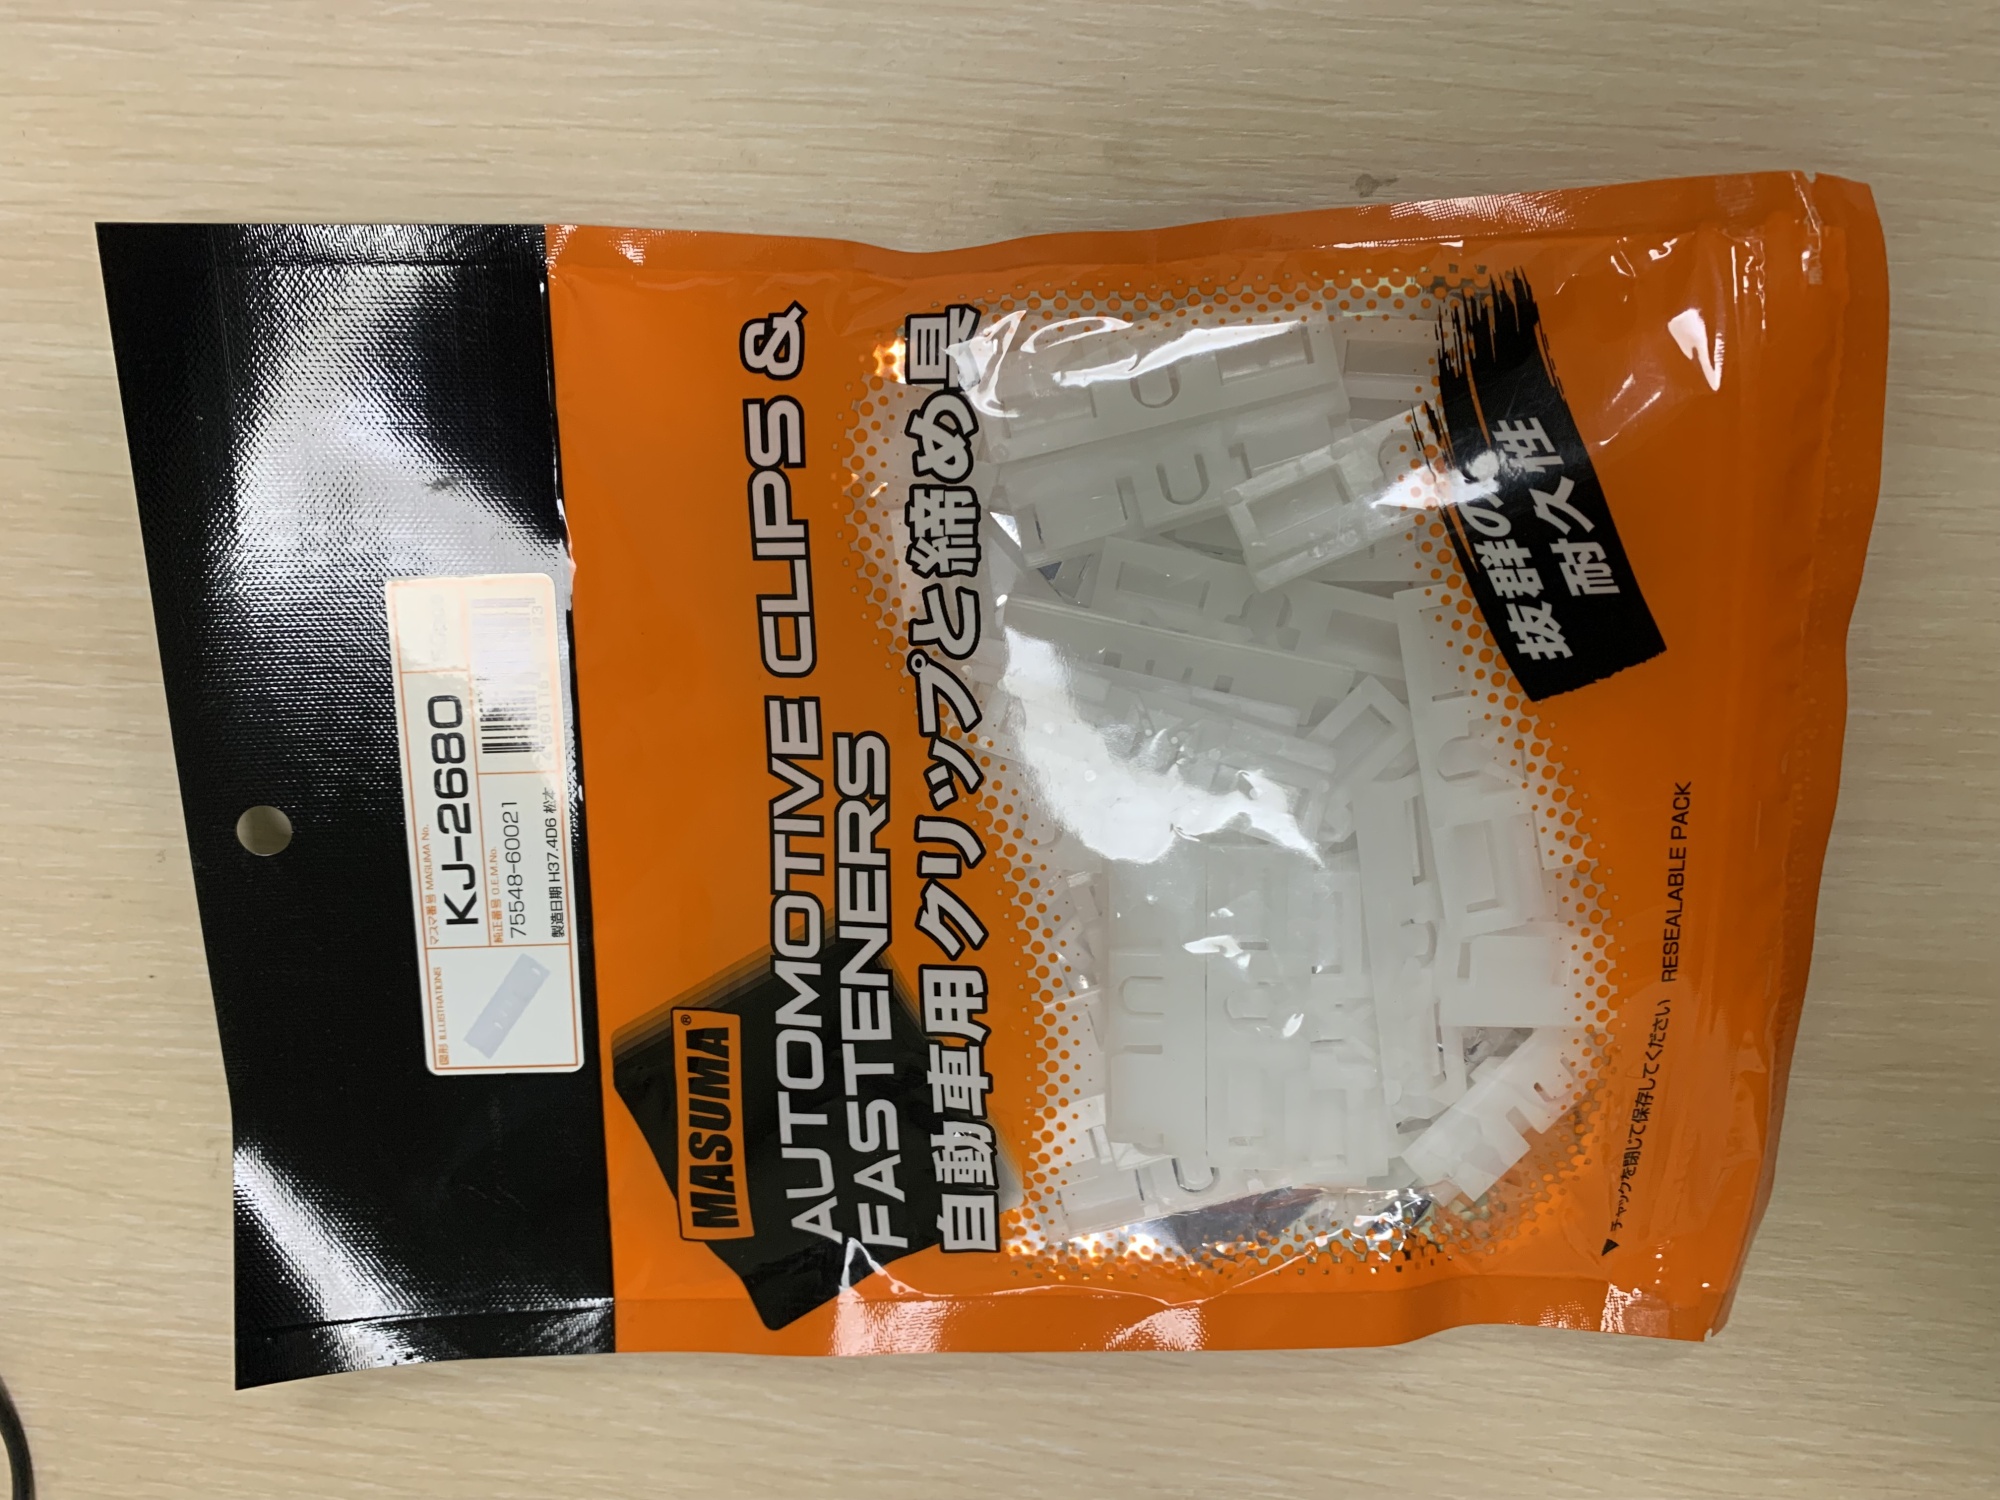 図形 ILLUSTRATIONS
マスマ番号 MASUMA No.
KJ-2680
純正番号 O.E.M.No.
75548-60021
製造日期 H37.4D6 松本
MASUMA®
AUTOMOTIVE CLIPS &
FASTENERS
自動車用クリップと締め具
抜群の
耐久性
チャックを閉じて保存してください RESEALABLE PACK